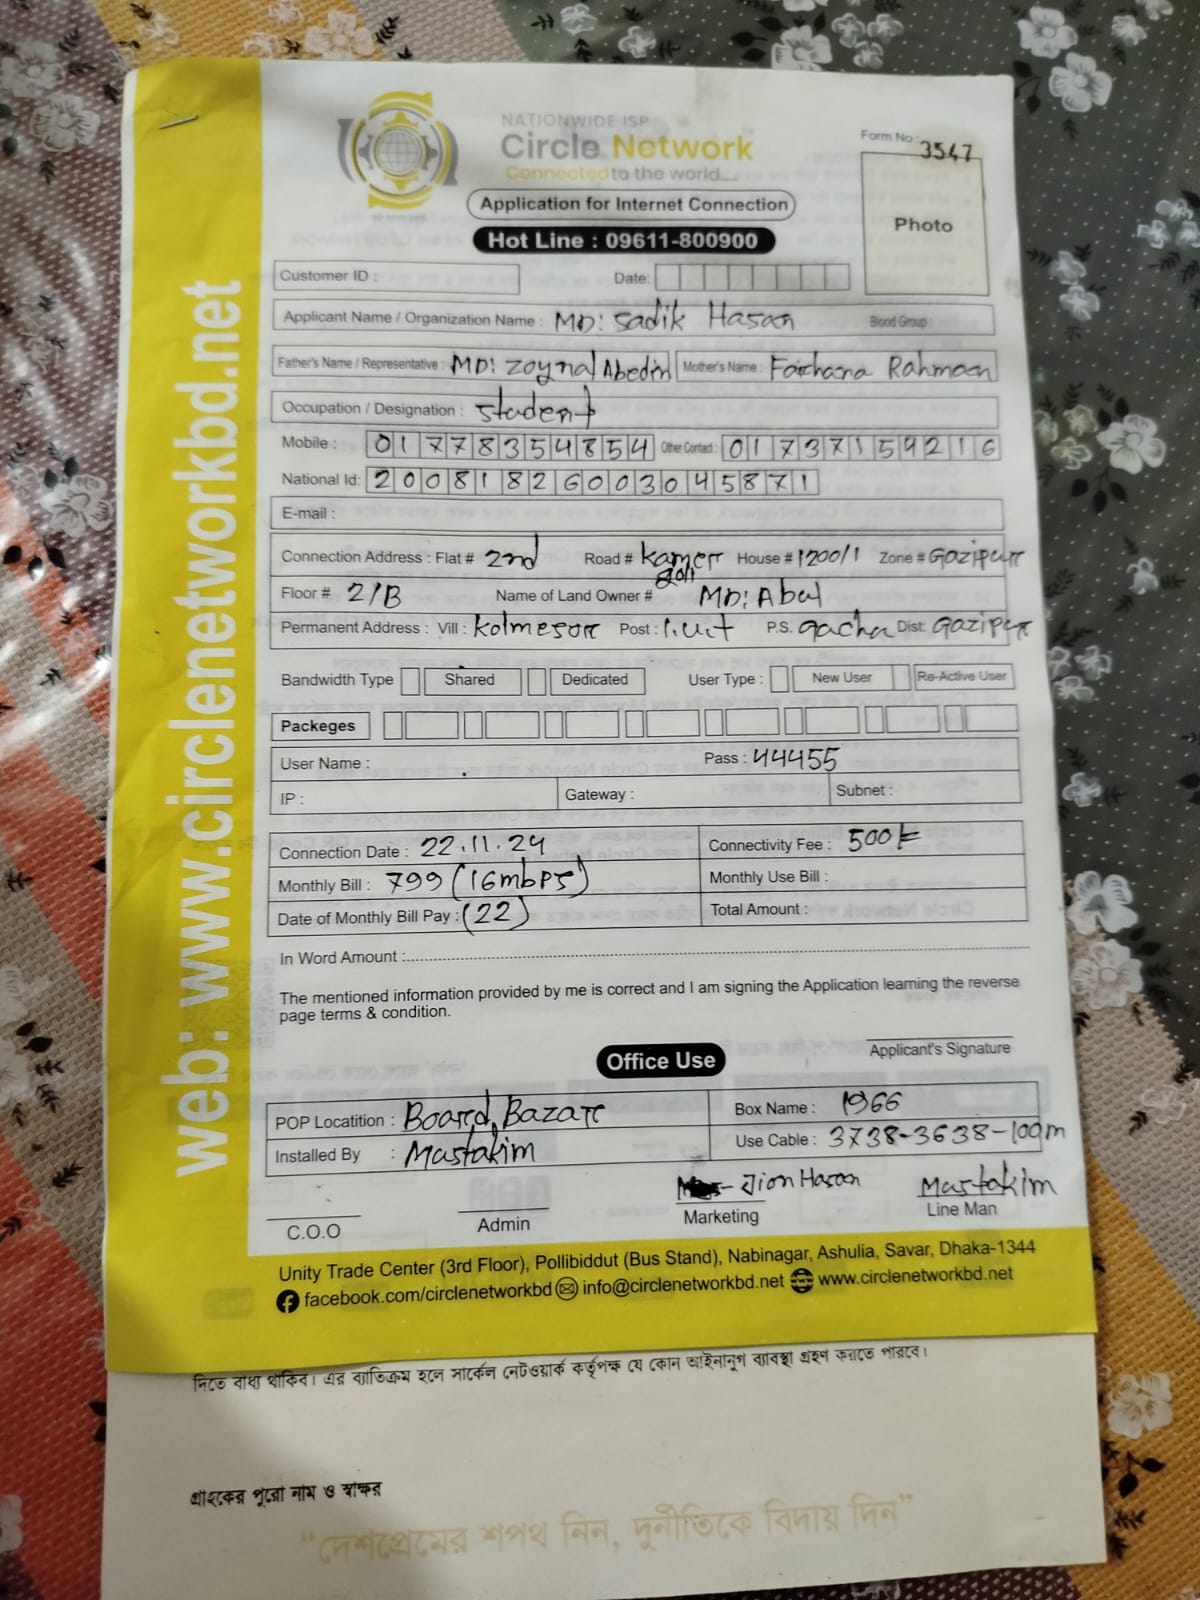 NATIONWIDE ISP
Circle Network
Connected to the world....
Form No : 3547
Application for Internet Connection
Photo
Hot Line : 09611-800900
Customer ID : Date:
Applicant Name / Organization Name : MD: Sadik Hasan Blood Group :
Father's Name / Representative : MD: Zoynal Abedin Mother's Name : Farhana Rahman
Occupation / Designation : Student
Mobile : 01778354854 Other Contact : 01737159216
National Id: 20081826003045871
E-mail :
Connection Address : Flat # 2nd Road # Kamerr goli House # 1200/1 Zone # Gazipur
Floor # 2/B Name of Land Owner # MD: Abul
Permanent Address : Vill : Kolmesorr Post : P.S. gacha Dist: Gazipur
Bandwidth Type Shared Dedicated User Type : New User Re-Active User
Packeges
User Name : Pass : 44455
IP : Gateway : Subnet :
Connection Date : 22.11.24 Connectivity Fee : 500/=
Monthly Bill : 799 (16mbps) Monthly Use Bill :
Date of Monthly Bill Pay : (22) Total Amount :
In Word Amount :
The mentioned information provided by me is correct and I am signing the Application learning the reverse
page terms & condition.
Applicant's Signature
Office Use
POP Locatition : Board Bazar Box Name : 1966
Installed By : Mastakim Use Cable : 3738-3638-100m
Jion Hasan Mastakim
C.O.O Admin Marketing Line Man
Unity Trade Center (3rd Floor), Pollibiddut (Bus Stand), Nabinagar, Ashulia, Savar, Dhaka-1344
facebook.com/circlenetworkbd info@circlenetworkbd.net www.circlenetworkbd.net
web: www.circlenetworkbd.net
দিতে বাধ্য থাকিব। এর ব্যাতিক্রম হলে সার্কেল নেটওয়ার্ক কর্তৃপক্ষ যে কোন আইনানুগ ব্যাবস্থা গ্রহণ করতে পারবে।
গ্রাহকের পুরো নাম ও স্বাক্ষর
“দেশপ্রেমের শপথ নিন, দুর্নীতিকে বিদায় দিন”